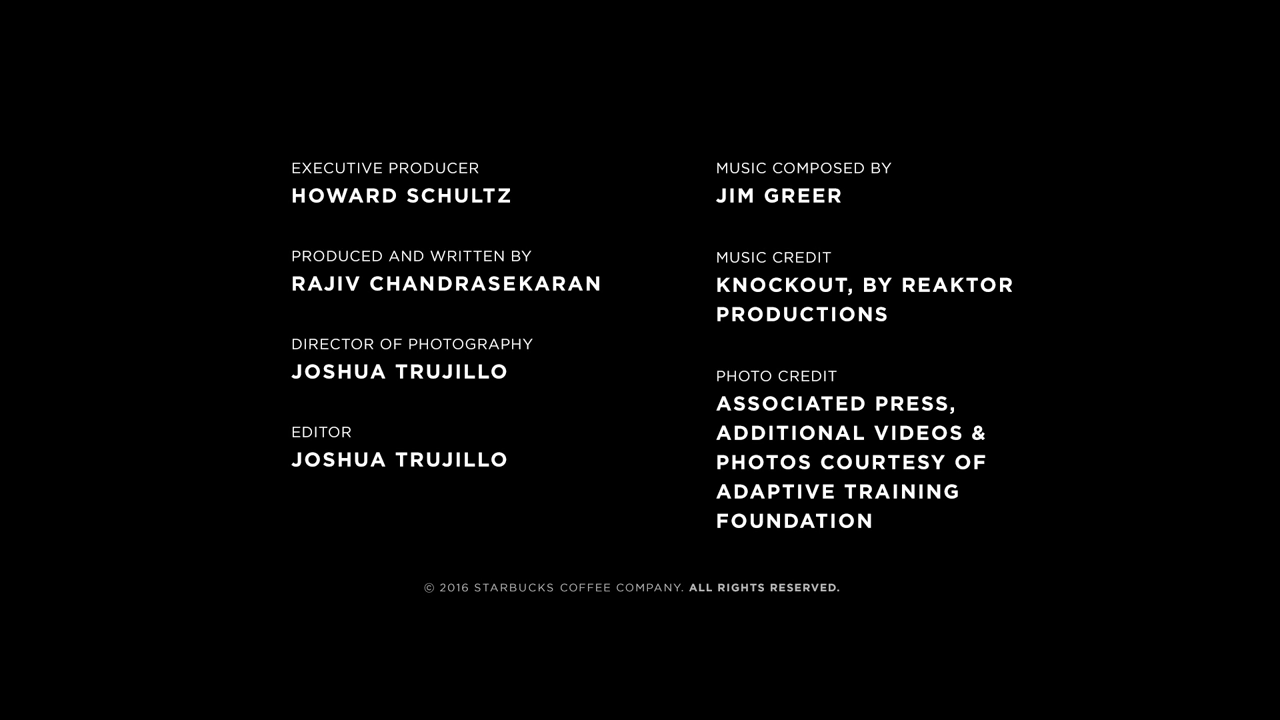 EXECUTIVE PRODUCER
HOWARD SCHULTZ
PRODUCED AND WRITTEN BY
RAJIV CHANDRASEKARAN
DIRECTOR OF PHOTOGRAPHY
JOSHUA TRUJILLO
EDITOR
JOSHUA TRUJILLO
MUSIC COMPOSED BY
JIM GREER
MUSIC CREDIT
KNOCKOUT, BY REAKTOR
PRODUCTIONS
PHOTO CREDIT
ASSOCIATED PRESS,
ADDITIONAL VIDEOS &
PHOTOS COURTESY OF
ADAPTIVE TRAINING
FOUNDATION
© 2016 STARBUCKS COFFEE COMPANY. ALL RIGHTS RESERVED.